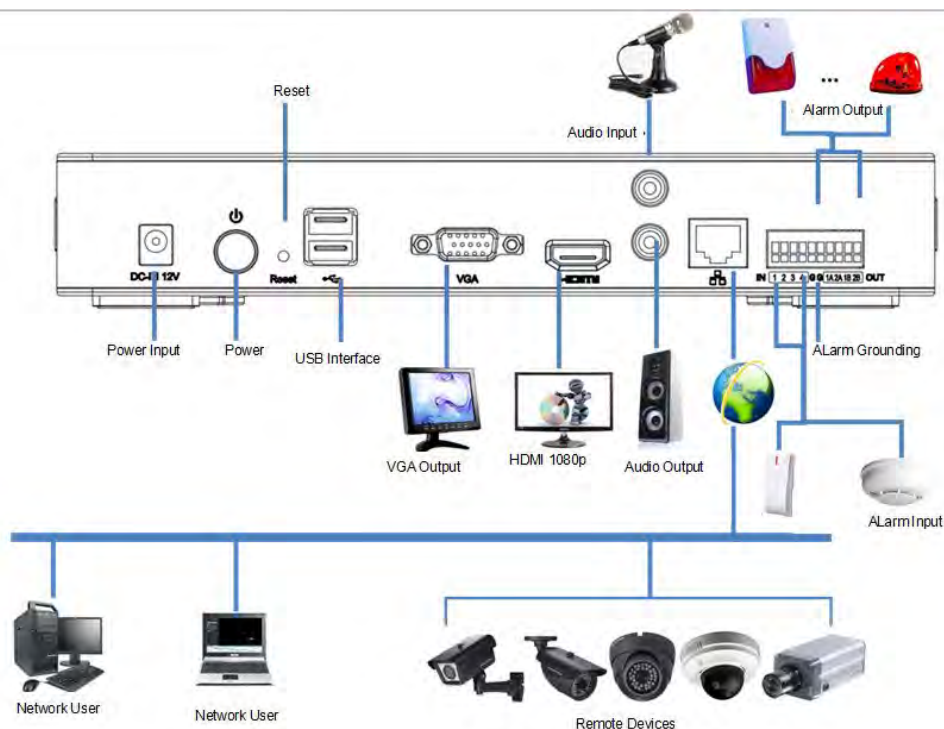 Reset
Audio Input
...
Alarm Output
DC-IN 12V
Reset
VGA
HDMI
IN 1 2 3 4 G G 1A 2A 1B 2B OUT
Power Input
Power
USB Interface
ALarm Grounding
VGA Output
HDMI 1080p
Audio Output
ALarm Input
Network User
Network User
Remote Devices